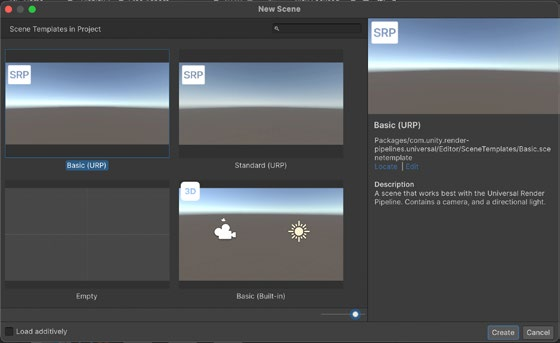 New Scene
Scene Templates in Project
SRP
SRP
Basic (URP)
Standard (URP)
3D
Empty
Basic (Built-in)
SRP
Basic (URP)
Packages/com.unity.render-
pipelines.universal/Editor/SceneTemplates/Basic.sce
netemplate
Locate | Edit
Description
A scene that works best with the Universal Render
Pipeline. Contains a camera, and a directional light.
Load additively
Create
Cancel